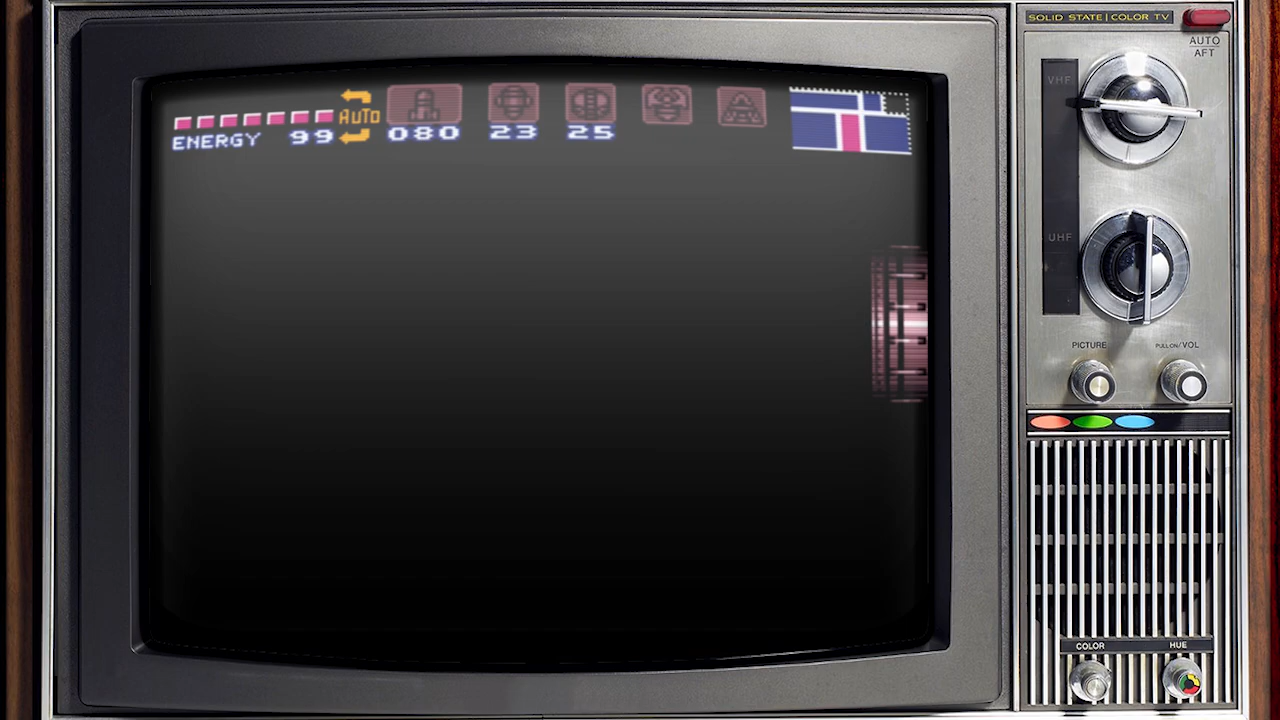 SOLID STATE | COLOR TV
AUTO
AFT
VHF
AUTO
ENERGY 99 080 23 25
UHF
PICTURE PULL ON/VOL
COLOR HUE